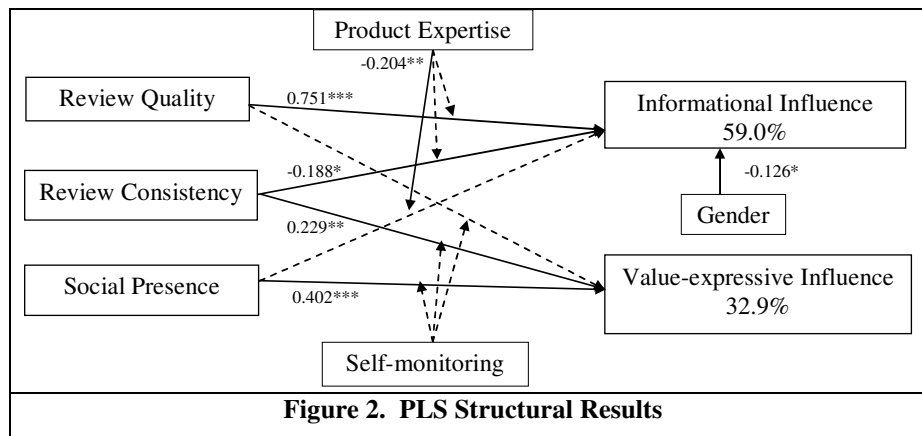 Product Expertise
-0.204**
Review Quality
0.751***
Informational Influence
59.0%
Review Consistency
-0.188*
-0.126*
Gender
0.229**
Social Presence
0.402***
Value-expressive Influence
32.9%
Self-monitoring
Figure 2. PLS Structural Results